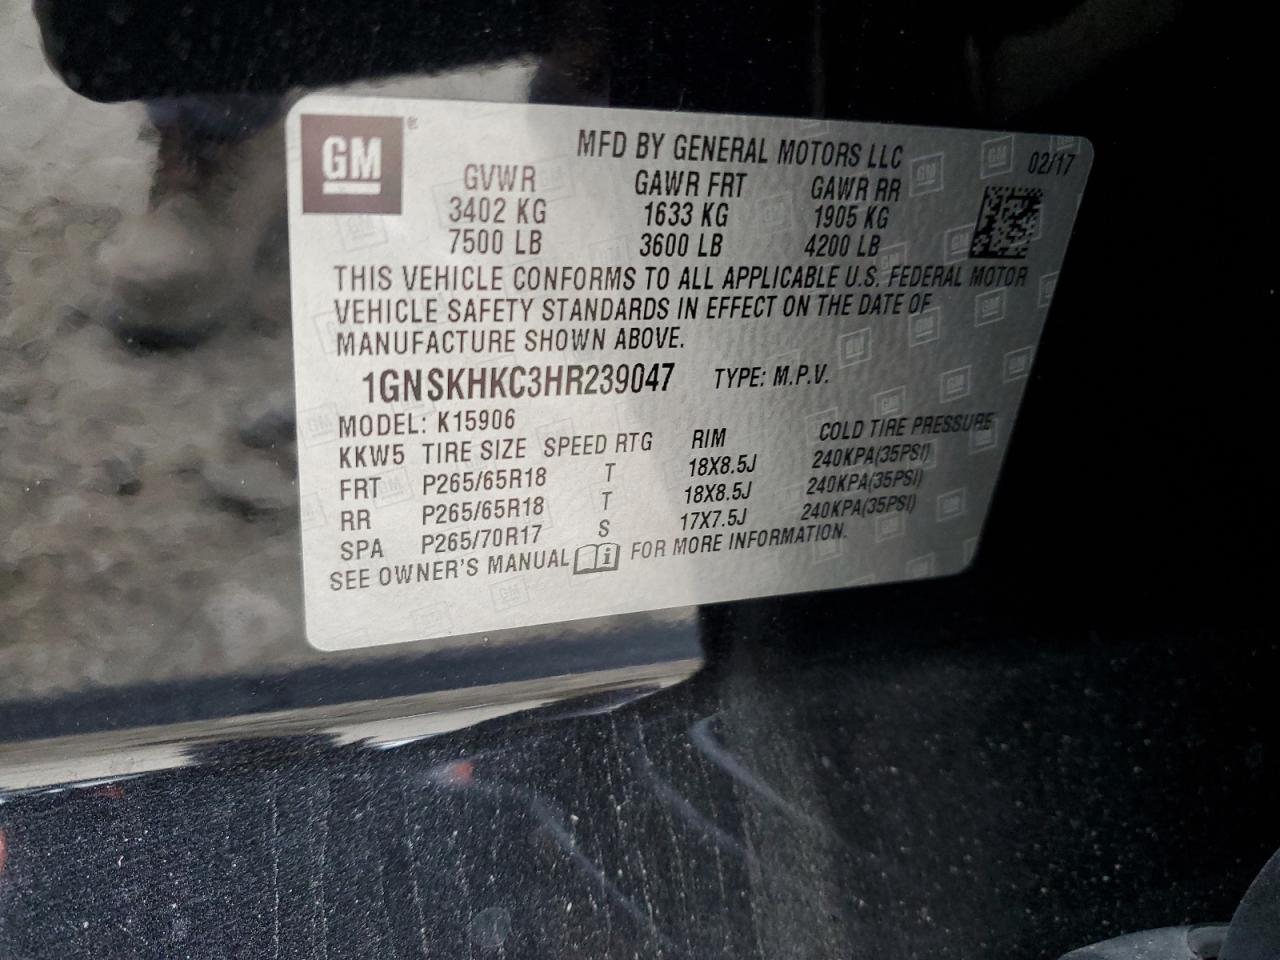 GM®
MFD BY GENERAL MOTORS LLC 02/17
GVWR GAWR FRT GAWR RR
3402 KG 1633 KG 1905 KG
7500 LB 3600 LB 4200 LB
THIS VEHICLE CONFORMS TO ALL APPLICABLE U.S. FEDERAL MOTOR
VEHICLE SAFETY STANDARDS IN EFFECT ON THE DATE OF
MANUFACTURE SHOWN ABOVE.
1GNSKHKC3HR239047 TYPE: M.P.V.
MODEL: K15906
KKW5 TIRE SIZE SPEED RTG RIM COLD TIRE PRESSURE
FRT P265/65R18 T 18X8.5J 240KPA(35PSI)
RR P265/65R18 T 18X8.5J 240KPA(35PSI)
SPA P265/70R17 S 17X7.5J 240KPA(35PSI)
SEE OWNER'S MANUAL i FOR MORE INFORMATION.